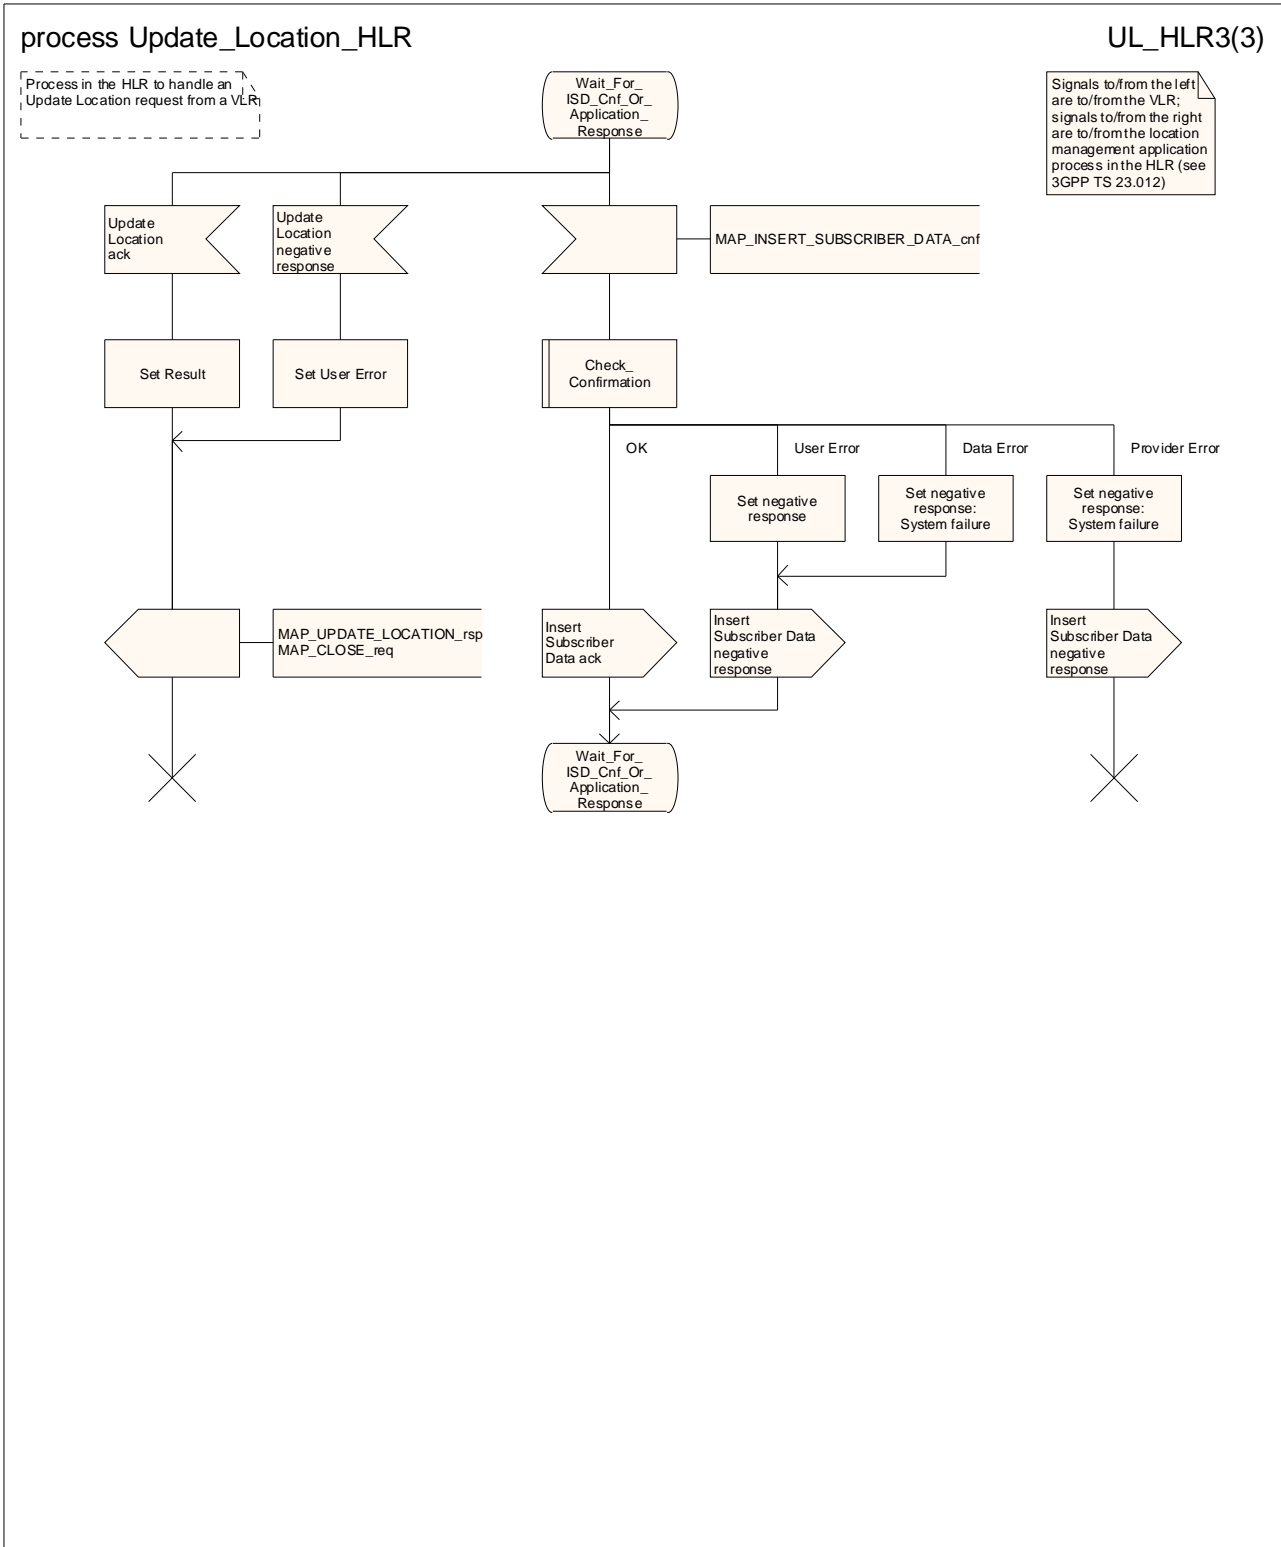 process Update_Location_HLR
UL_HLR3(3)
Process in the HLR to handle an
Update Location request from a VLR
Wait_For_
ISD_Cnf_Or_
Application_
Response
Signals to/from the left
are to/from the VLR;
signals to/from the right
are to/from the location
management application
process in the HLR (see
3GPP TS 23.012)
Update
Location
ack
Update
Location
negative
response
MAP_INSERT_SUBSCRIBER_DATA_cnf
Set Result
Set User Error
Check_
Confirmation
OK
User Error
Data Error
Provider Error
Set negative
response
Set negative
response:
System failure
Set negative
response:
System failure
MAP_UPDATE_LOCATION_rsp
MAP_CLOSE_req
Insert
Subscriber
Data ack
Insert
Subscriber Data
negative
response
Insert
Subscriber Data
negative
response
Wait_For_
ISD_Cnf_Or_
Application_
Response